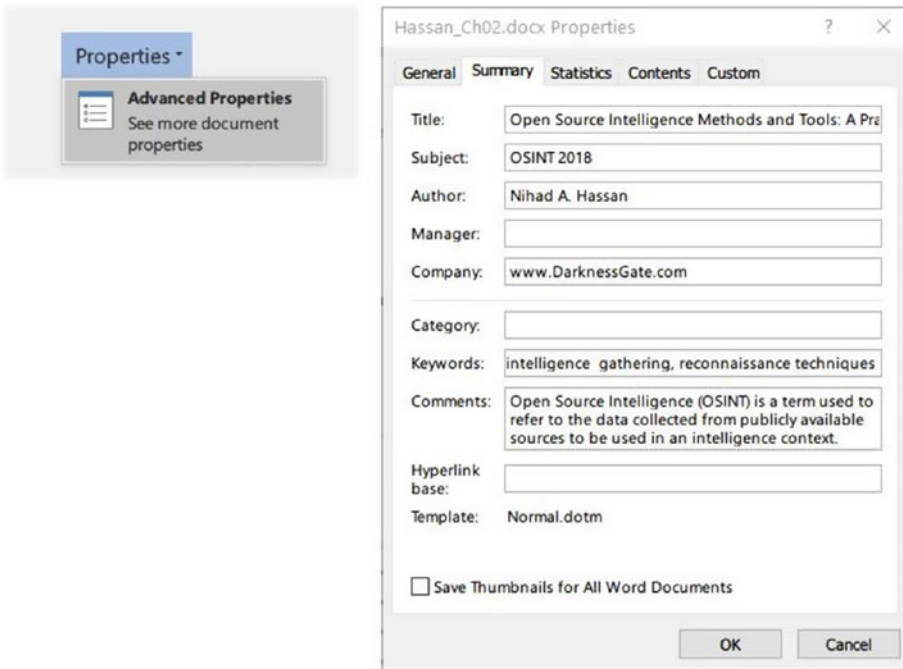 Properties
Advanced Properties
See more document
properties
Hassan_Ch02.docx Properties
General Summary Statistics Contents Custom
Title: Open Source Intelligence Methods and Tools: A Pra
Subject: OSINT 2018
Author: Nihad A. Hassan
Manager:
Company: www.DarknessGate.com
Category:
Keywords: intelligence gathering, reconnaissance techniques
Comments: Open Source Intelligence (OSINT) is a term used to
refer to the data collected from publicly available
sources to be used in an intelligence context.
Hyperlink
base:
Template: Normal.dotm
Save Thumbnails for All Word Documents
OK Cancel